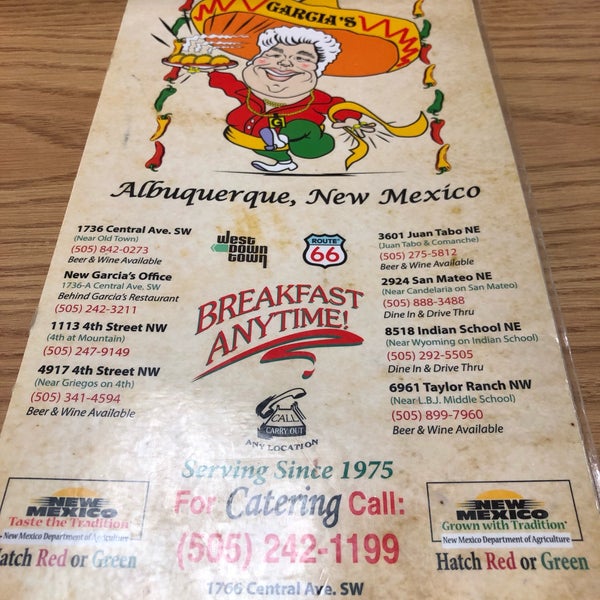 GARCIA'S
G
Albuquerque, New Mexico
1736 Central Ave. SW
(Near Old Town)
(505) 842-0273
Beer & Wine Available
New Garcia's Office
1736-A Central Ave. SW
Behind Garcia's Restaurant
(505) 242-3211
1113 4th Street NW
(4th at Mountain)
(505) 247-9149
4917 4th Street NW
(Near Griegos on 4th)
(505) 341-4594
Beer & Wine Available
West
Down
town
ROUTE
66
BREAKFAST
ANYTIME!
CALL
CARRY OUT
ANY LOCATION
3601 Juan Tabo NE
(Juan Tabo & Comanche)
(505) 275-5812
Beer & Wine Available
2924 San Mateo NE
(Near Candelaria on San Mateo)
(505) 888-3488
Dine In & Drive Thru
8518 Indian School NE
(Near Wyoming on Indian School)
(505) 292-5505
Dine In & Drive Thru
6961 Taylor Ranch NW
(Near L.B.J. Middle School)
(505) 899-7960
Beer & Wine Available
Serving Since 1975
For Catering Call:
(505) 242-1199
1766 Central Ave. SW
NEW
MEXICO
Taste the Tradition
New Mexico Department of Agriculture
Hatch Red or Green
NEW
MEXICO
Grown with Tradition
New Mexico Department of Agriculture
Hatch Red or Green